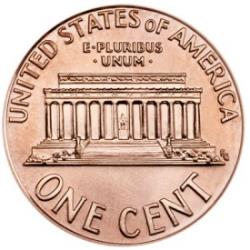 UNITED STATES OF AMERICA
E·PLURIBUS
·UNUM·
ONE CENT